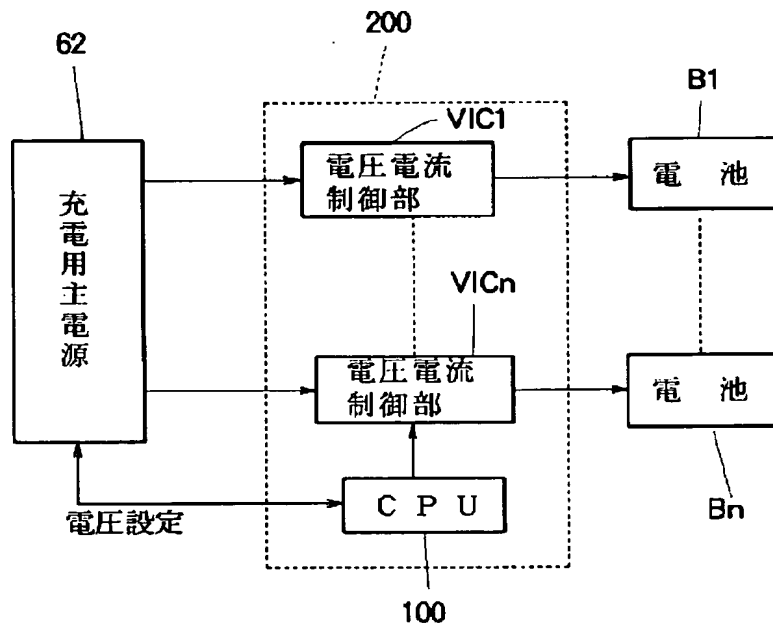 200
62
VIC1
B1
電圧電流
制御部
電 池
充電用主電源
VICn
電圧電流
制御部
電 池
電圧設定
C P U
Bn
100